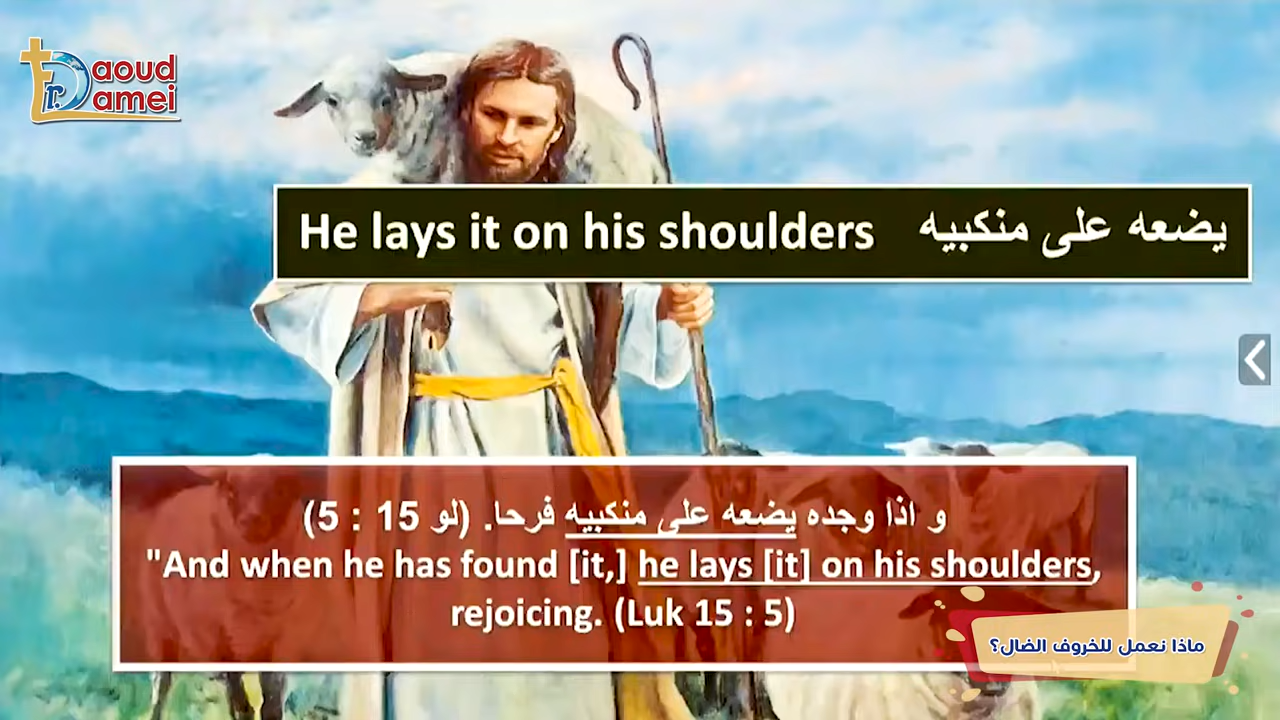 Fr. Daoud Lamei
He lays it on his shoulders يضعه على منكبيه
و اذا وجده يضعه على منكبيه فرحا. (لو 15 : 5)
"And when he has found [it,] he lays [it] on his shoulders,
rejoicing. (Luk 15 : 5)
ماذا نعمل للخروف الضال؟